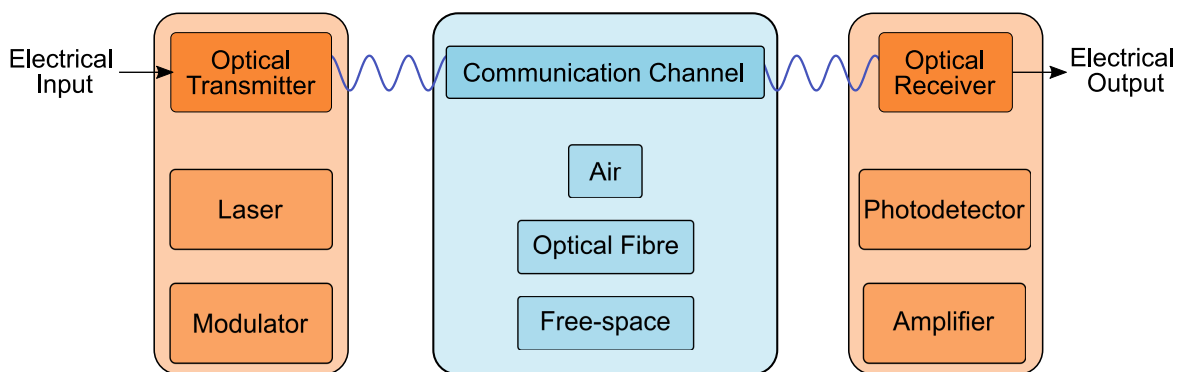 Electrical
Input
Optical
Transmitter
Laser
Modulator
Communication Channel
Air
Optical Fibre
Free-space
Optical
Receiver
Photodetector
Amplifier
Electrical
Output